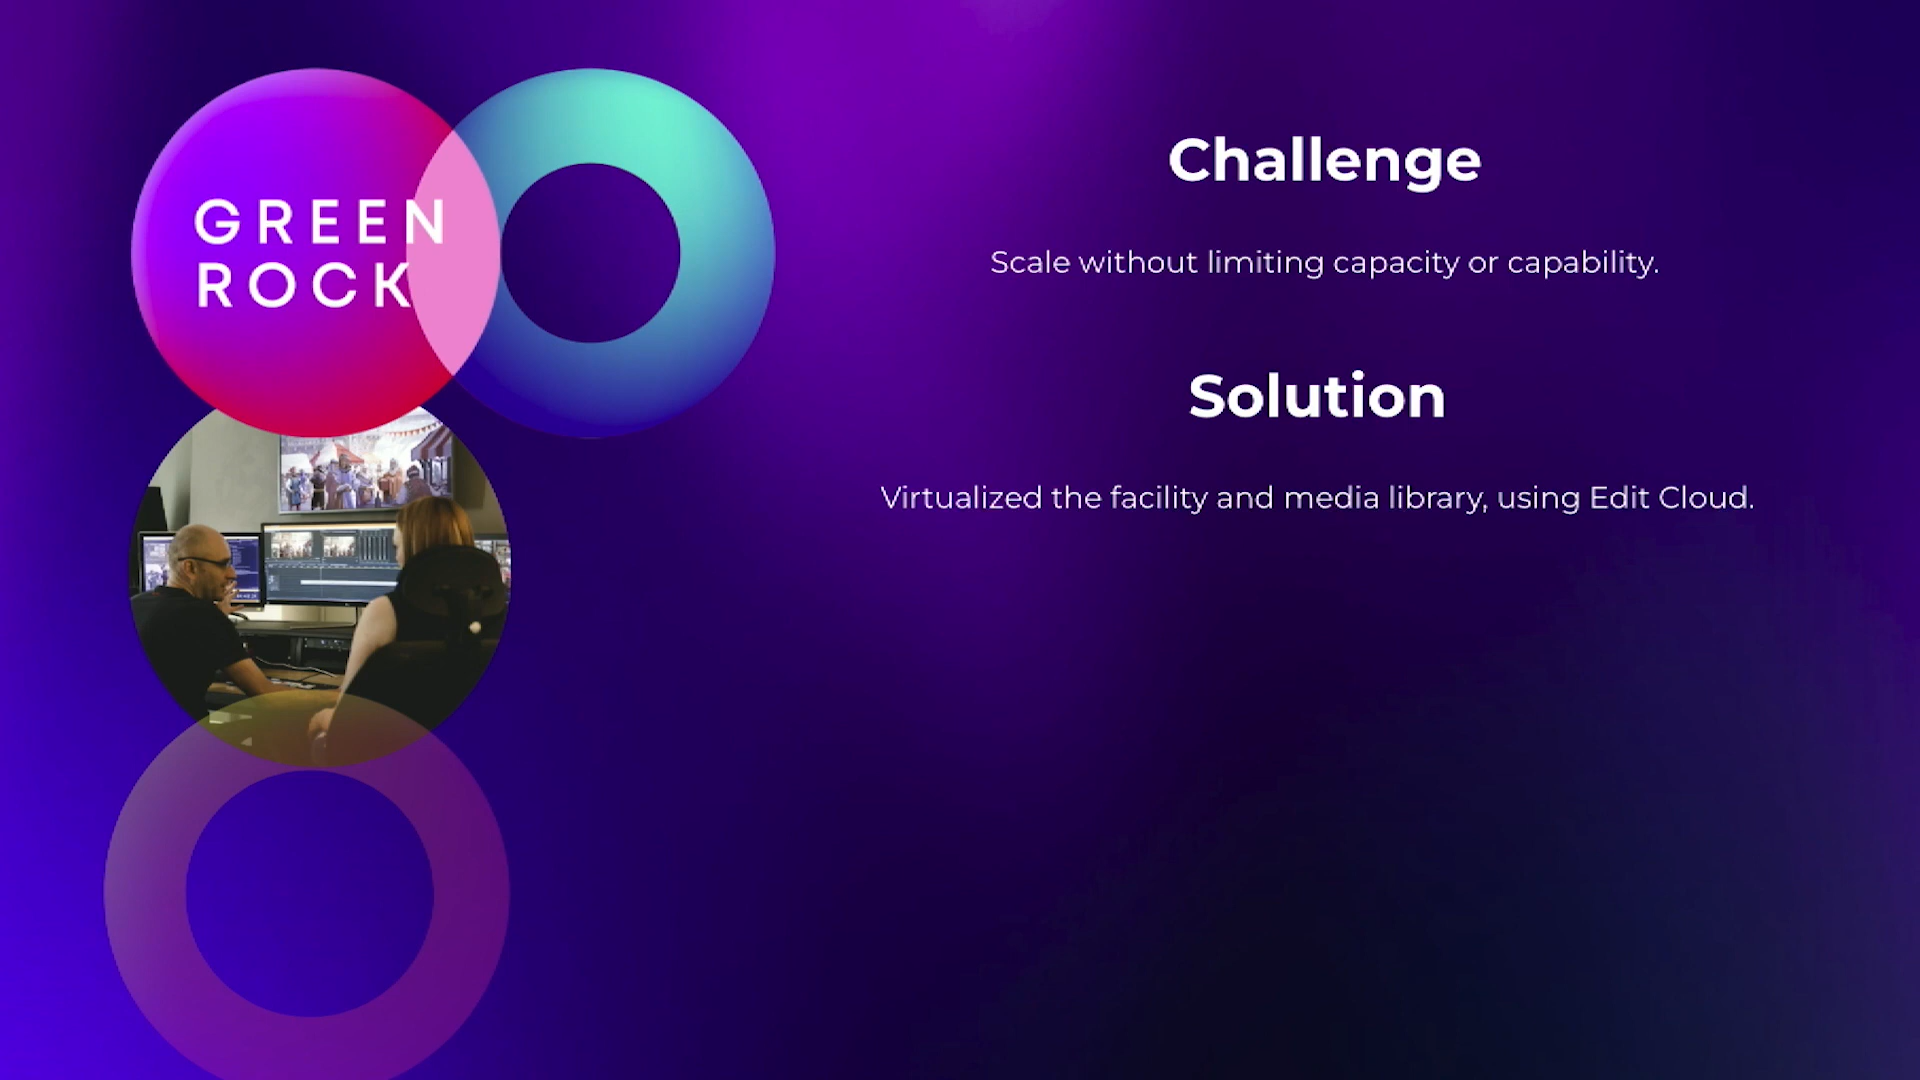 GREEN
ROCK
Challenge
Scale without limiting capacity or capability.
Solution
Virtualized the facility and media library, using Edit Cloud.